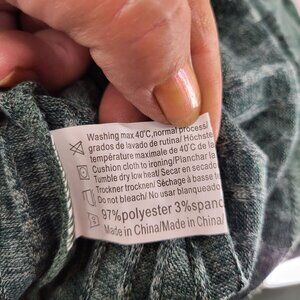 Washing max 40℃,normal process/
grados de lavado de rutina/ Höchste
température maximale de 40℃ de la
Cushion cloth to ironing/Planchar la
Tumble dry low heat/ Secar en secado
Trockner trocknen/ Séchage à basse t
Do not bleach/ No usar blanqueado
97%polyester 3%spand
Made in China/Made in China/